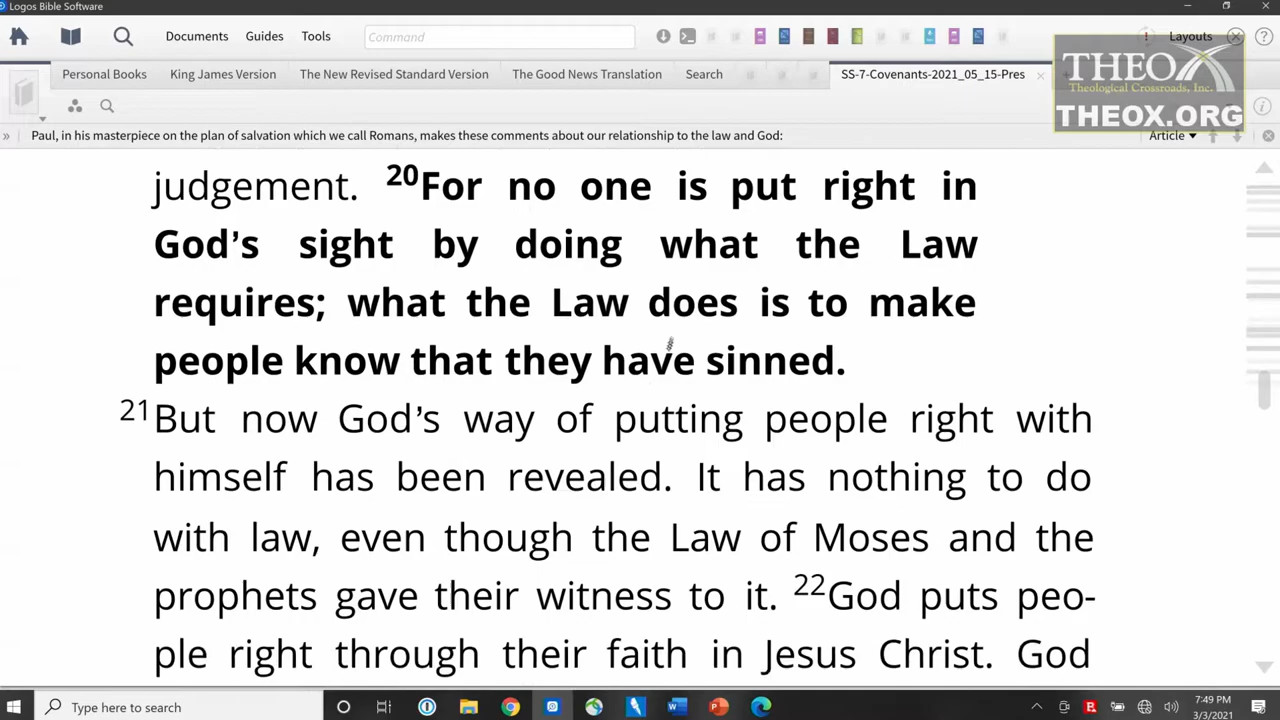 Logos Bible Software
Documents Guides Tools Command Layouts
Personal Books King James Version The New Revised Standard Version The Good News Translation Search SS-7-Covenants-2021_05_15-Pres
THEOX
Theological Crossroads, Inc.
THEOX.ORG
Paul, in his masterpiece on the plan of salvation which we call Romans, makes these comments about our relationship to the law and God: Article
judgement. 20For no one is put right in
God's sight by doing what the Law
requires; what the Law does is to make
people know that they have sinned.
21But now God's way of putting people right with
himself has been revealed. It has nothing to do
with law, even though the Law of Moses and the
prophets gave their witness to it. 22God puts peo-
ple right through their faith in Jesus Christ. God
Type here to search
7:49 PM
3/3/2021